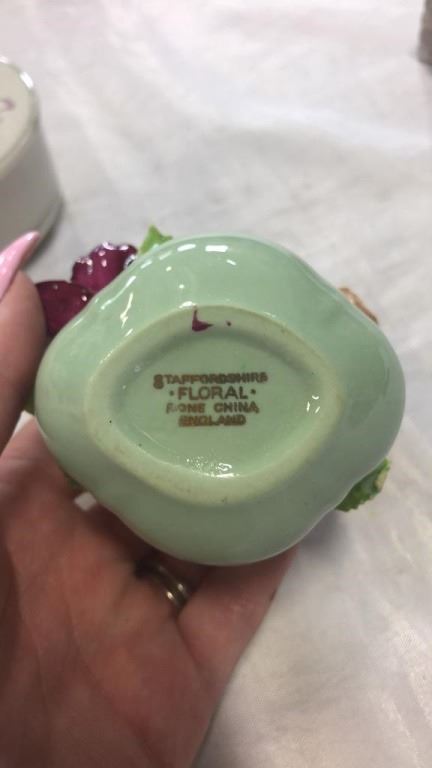 STAFFORDSHIRE
· FLORAL ·
BONE CHINA
ENGLAND